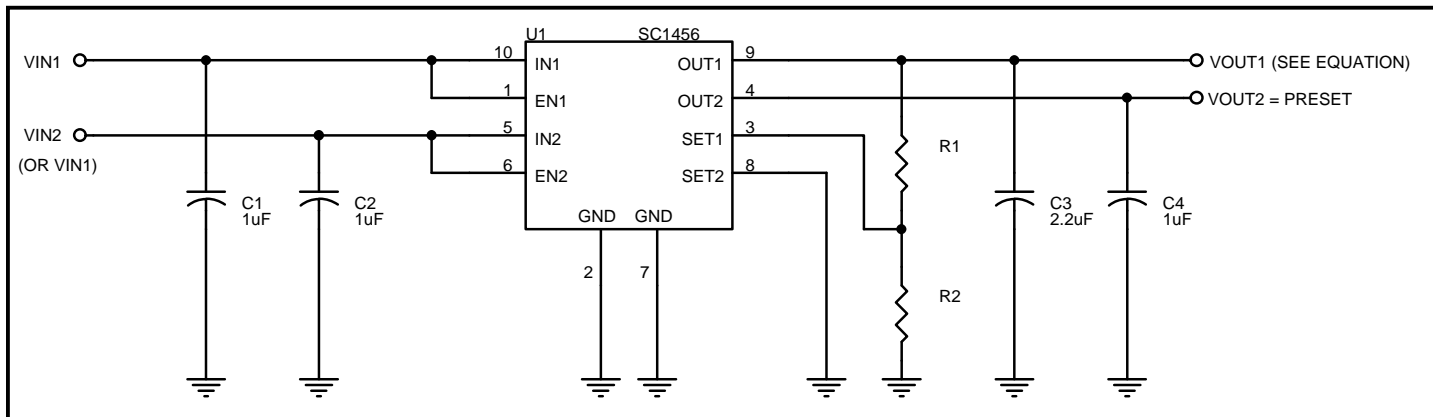 U1 SC1456
VIN1 10 IN1 OUT1 9 VOUT1 (SEE EQUATION)
1 EN1 OUT2 4 VOUT2 = PRESET
VIN2 5 IN2 SET1 3 R1
(OR VIN1) 6 EN2 SET2 8
C1 C2 GND GND C3 C4
1uF 1uF 2.2uF 1uF
2 7
R2